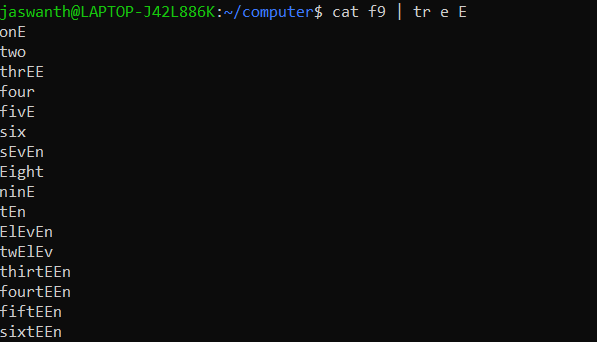 jaswanth@LAPTOP-J42L886K:~/computer$ cat f9 | tr e E
onE
two
thrEE
four
fivE
six
sEvEn
Eight
ninE
tEn
ElEvEn
twElEv
thirtEEn
fourtEEn
fiftEEn
sixtEEn